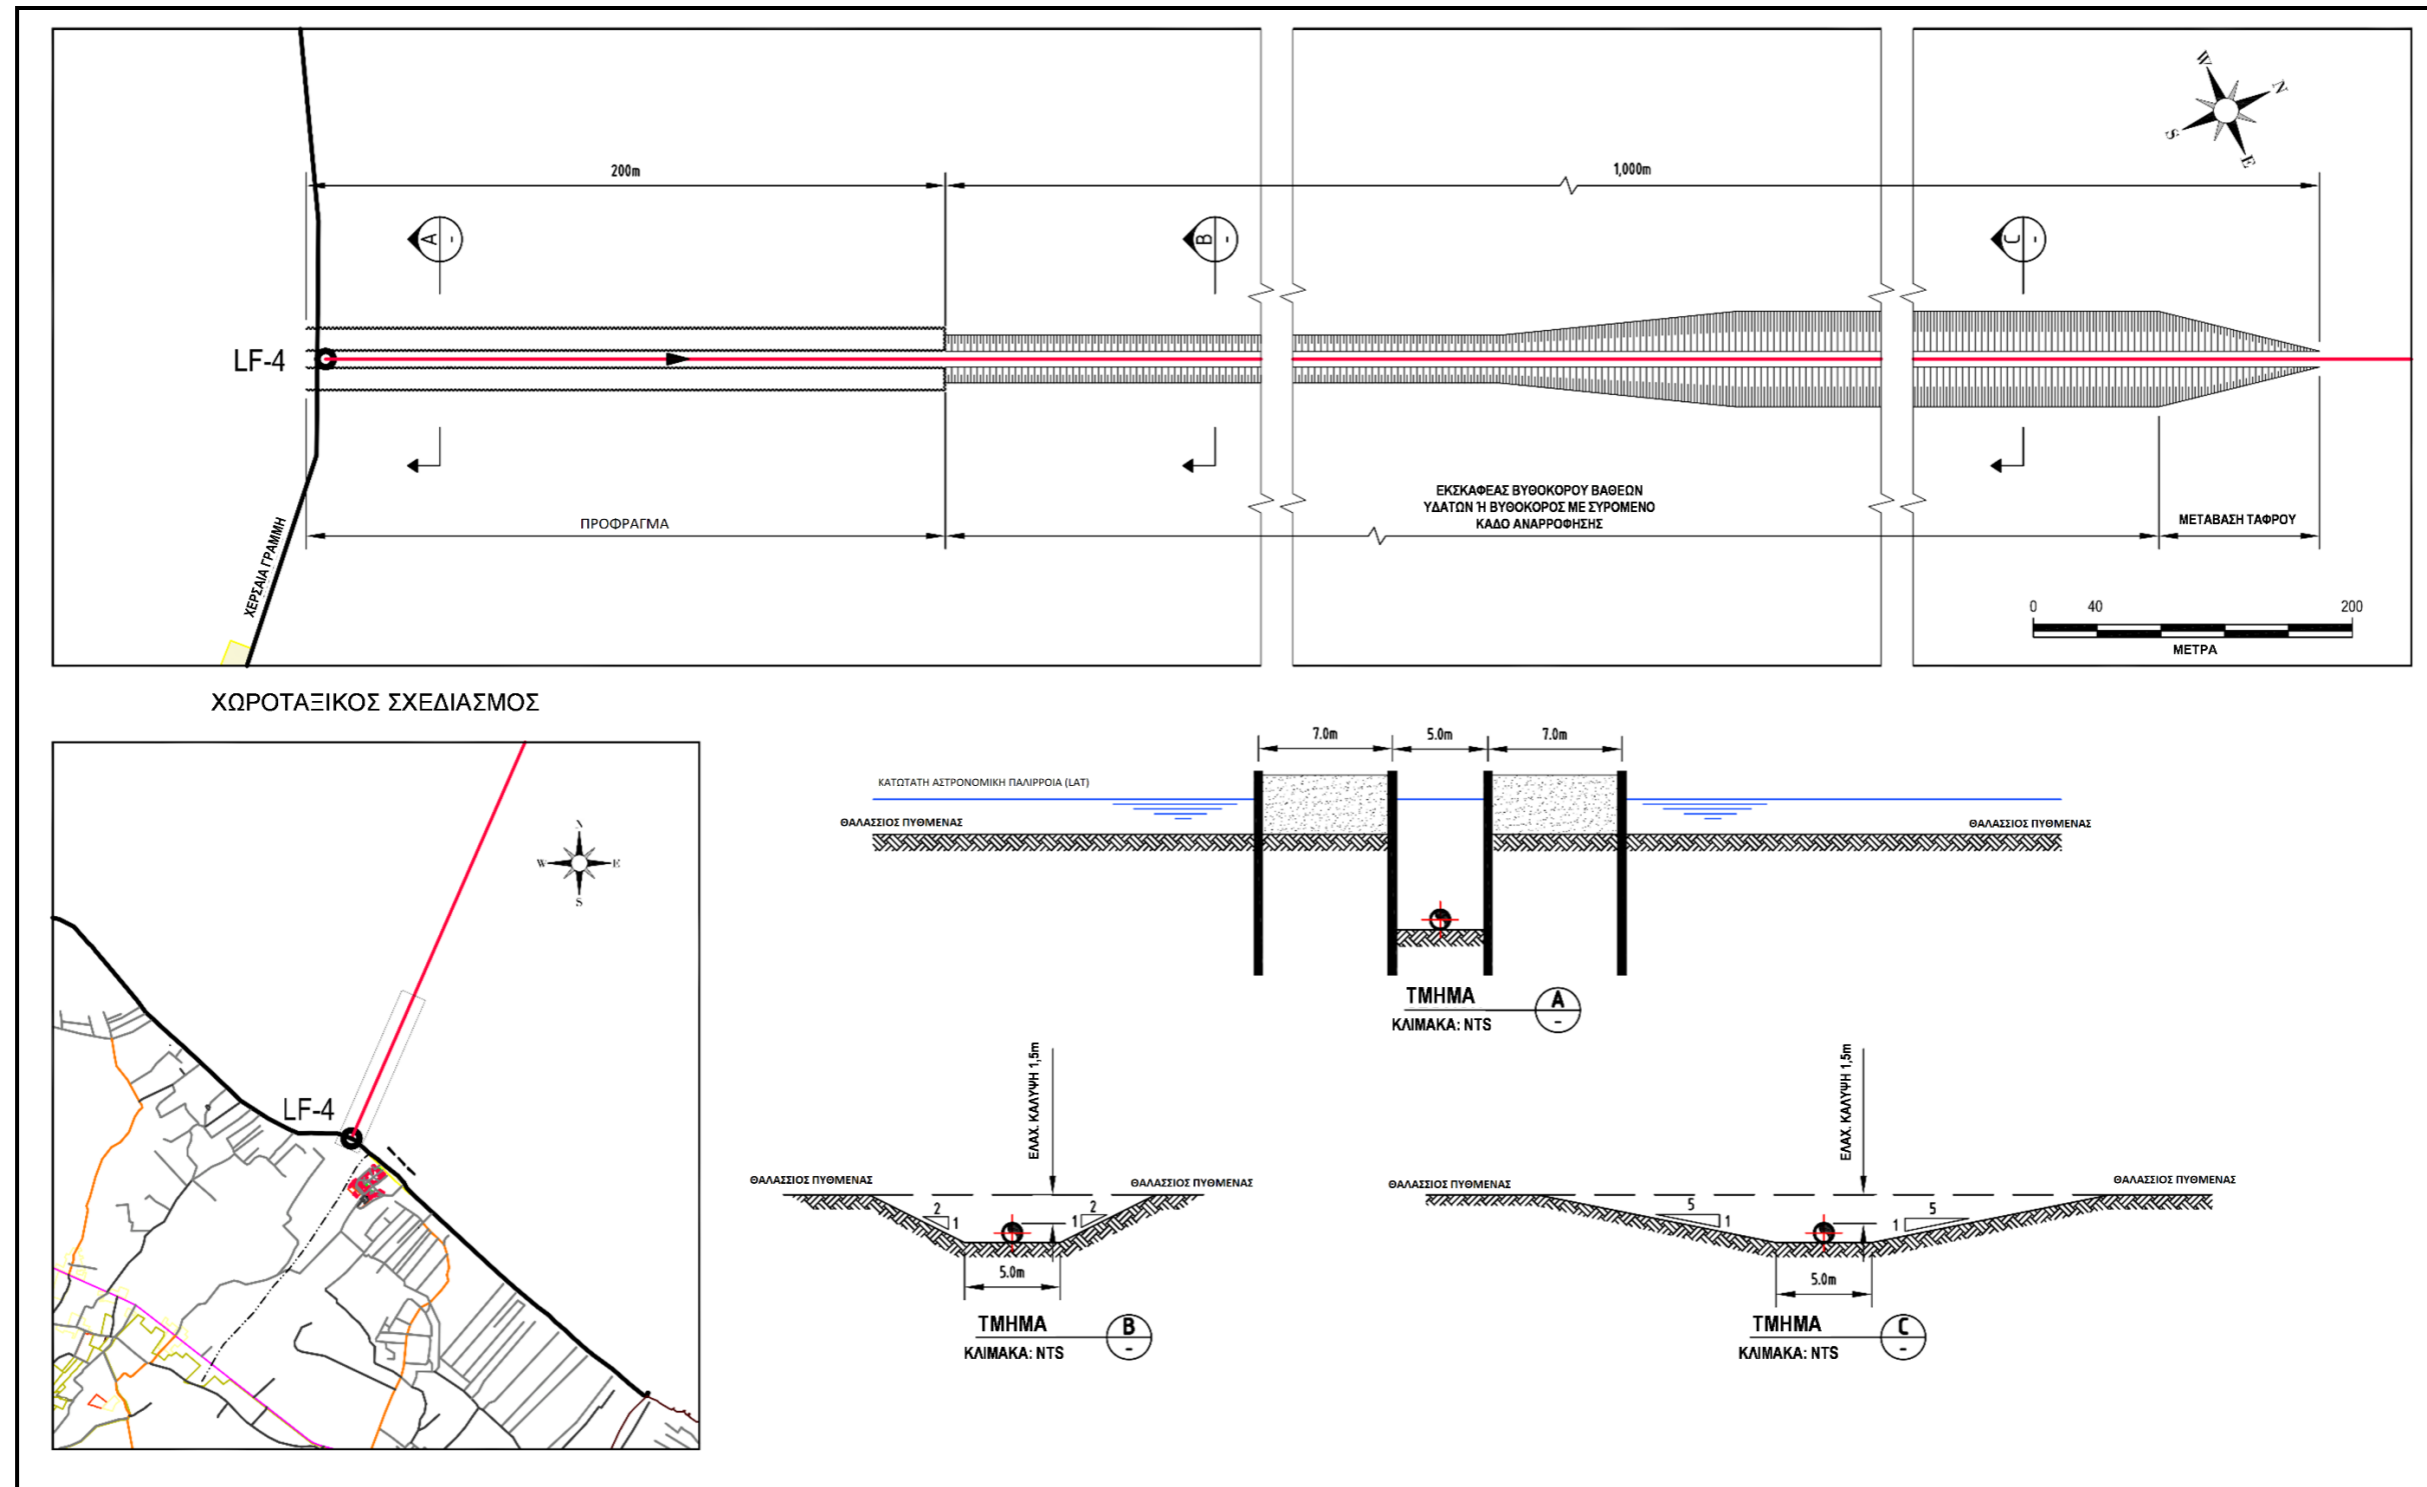 W
N
S
E
200m
1,000m
A
-
B
-
C
-
LF-4
ΧΕΡΣΑΙΑ ΓΡΑΜΜΗ
ΠΡΟΦΡΑΓΜΑ
ΕΚΣΚΑΦΕΑΣ ΒΥΘΟΚΟΡΟΥ ΒΑΘΕΩΝ
ΥΔΑΤΩΝ Ή ΒΥΘΟΚΟΡΟΣ ΜΕ ΣΥΡΟΜΕΝΟ
ΚΑΔΟ ΑΝΑΡΡΟΦΗΣΗΣ
ΜΕΤΑΒΑΣΗ ΤΑΦΡΟΥ
0 40 200
ΜΕΤΡΑ
ΧΩΡΟΤΑΞΙΚΟΣ ΣΧΕΔΙΑΣΜΟΣ
N
W
E
S
LF-4
7.0m 5.0m 7.0m
ΚΑΤΩΤΑΤΗ ΑΣΤΡΟΝΟΜΙΚΗ ΠΑΛΙΡΡΟΙΑ (LAT)
ΘΑΛΑΣΣΙΟΣ ΠΥΘΜΕΝΑΣ
ΘΑΛΑΣΣΙΟΣ ΠΥΘΜΕΝΑΣ
ΤΜΗΜΑ
A
-
ΚΛΙΜΑΚΑ: NTS
ΕΛΑΧ. ΚΑΛΥΨΗ 1,5m
ΘΑΛΑΣΣΙΟΣ ΠΥΘΜΕΝΑΣ
ΘΑΛΑΣΣΙΟΣ ΠΥΘΜΕΝΑΣ
2
1
1
2
5.0m
ΤΜΗΜΑ
B
-
ΚΛΙΜΑΚΑ: NTS
ΕΛΑΧ. ΚΑΛΥΨΗ 1,5m
ΘΑΛΑΣΣΙΟΣ ΠΥΘΜΕΝΑΣ
ΘΑΛΑΣΣΙΟΣ ΠΥΘΜΕΝΑΣ
5
1
1
5
5.0m
ΤΜΗΜΑ
C
-
ΚΛΙΜΑΚΑ: NTS